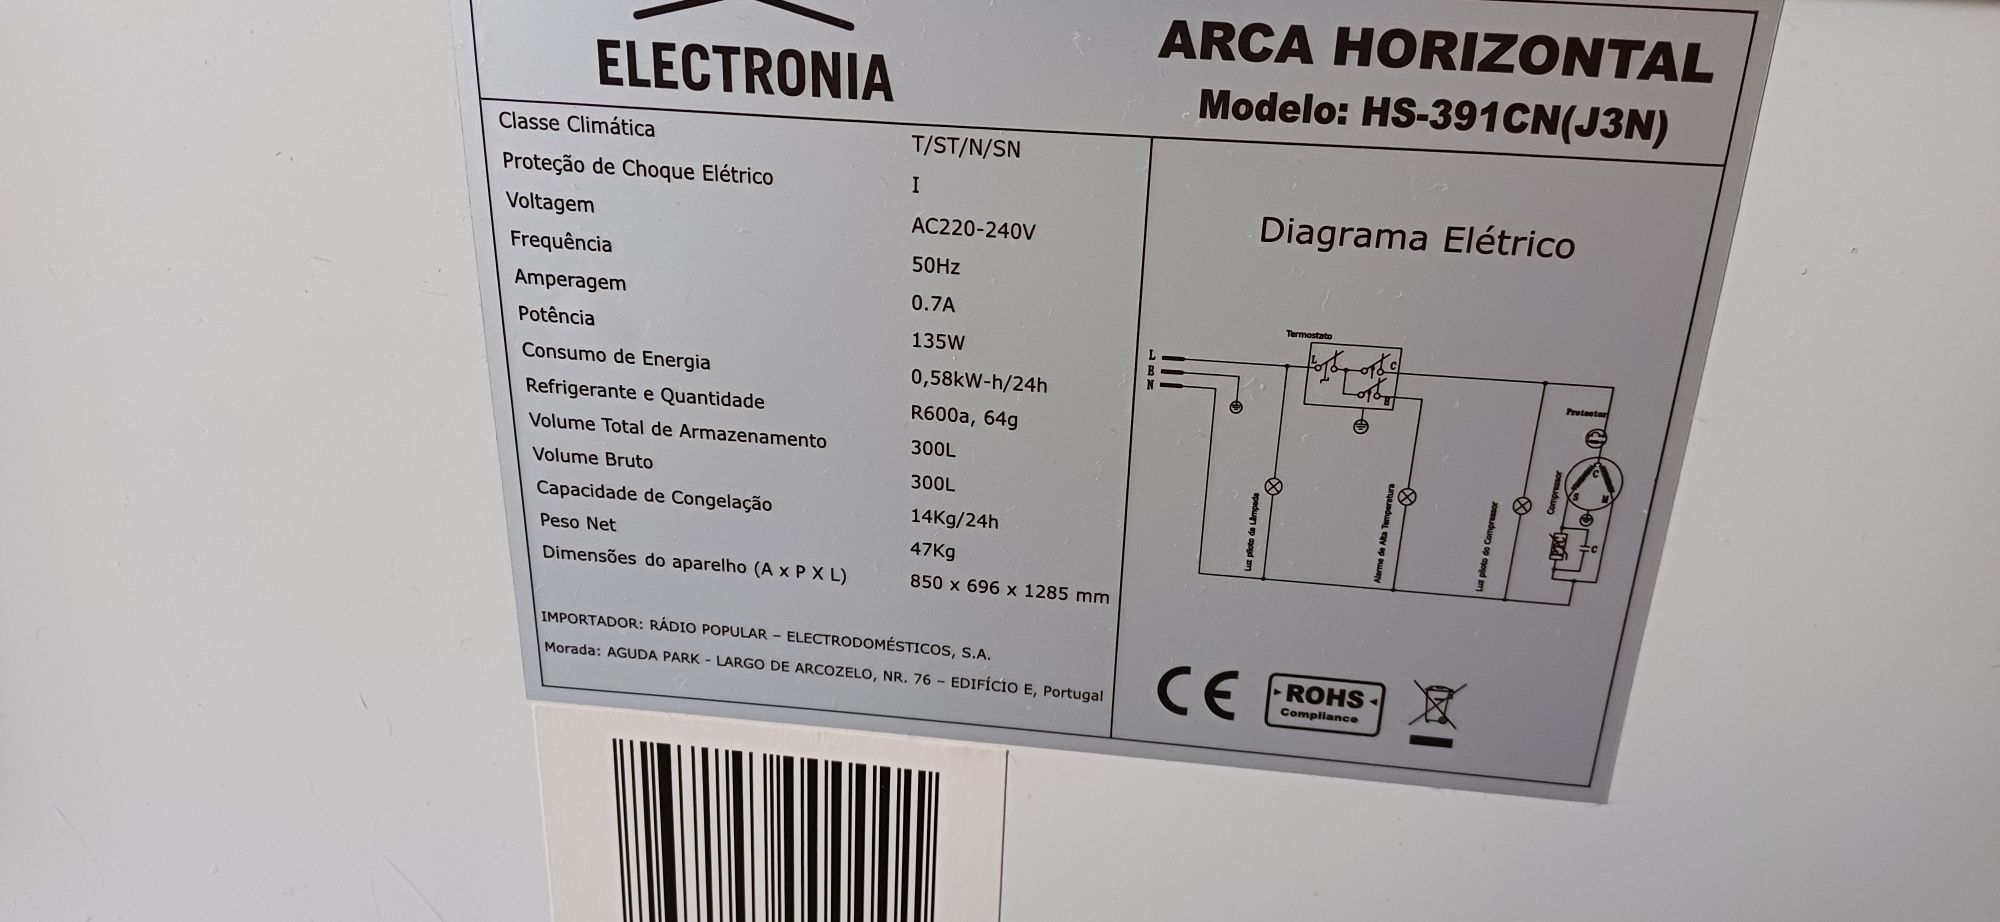 ELECTRONIA
ARCA HORIZONTAL
Modelo: HS-391CN(J3N)
Classe Climática T/ST/N/SN
Proteção de Choque Elétrico I
Voltagem AC220-240V
Frequência 50Hz
Amperagem 0.7A
Potência 135W
Consumo de Energia 0,58kW-h/24h
Refrigerante e Quantidade R600a, 64g
Volume Total de Armazenamento 300L
Volume Bruto 300L
Capacidade de Congelação 14Kg/24h
Peso Net 47Kg
Dimensões do aparelho (A x P X L) 850 x 696 x 1285 mm
IMPORTADOR: RÁDIO POPULAR – ELECTRODOMÉSTICOS, S.A.
Morada: AGUDA PARK - LARGO DE ARCOZELO, NR. 76 – EDIFÍCIO E, Portugal
Diagrama Elétrico
Termostato
L
E
N
L
C
H
Protector
Luz piloto da Lâmpada
Alarme de Alta Temperatura
Luz piloto do Compressor
Compressor
C
S
M
PTC
C
CE
ROHS
Compliance